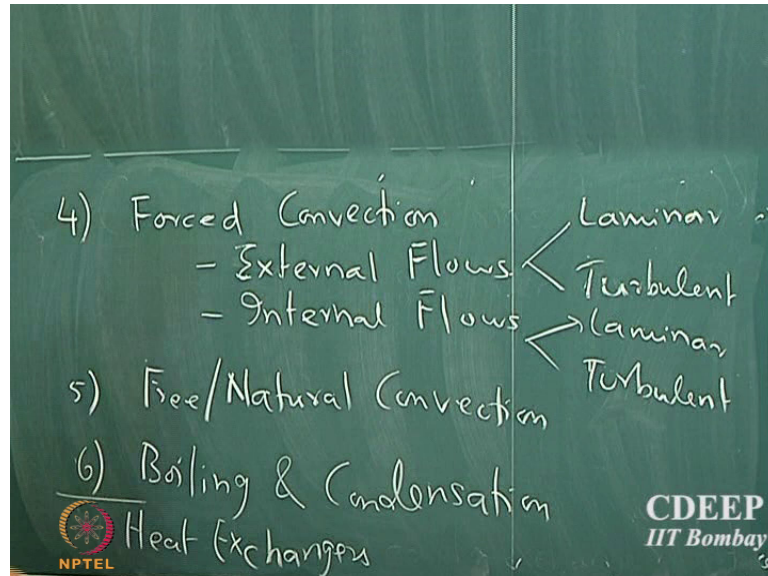 4) Forced Convection
- External Flows < Laminar
Turbulent
- Internal Flows < Laminar
Turbulent
5) Free/Natural Convection
6) Boiling & Condensation
Heat Exchangers
NPTEL
CDEEP
IIT Bombay